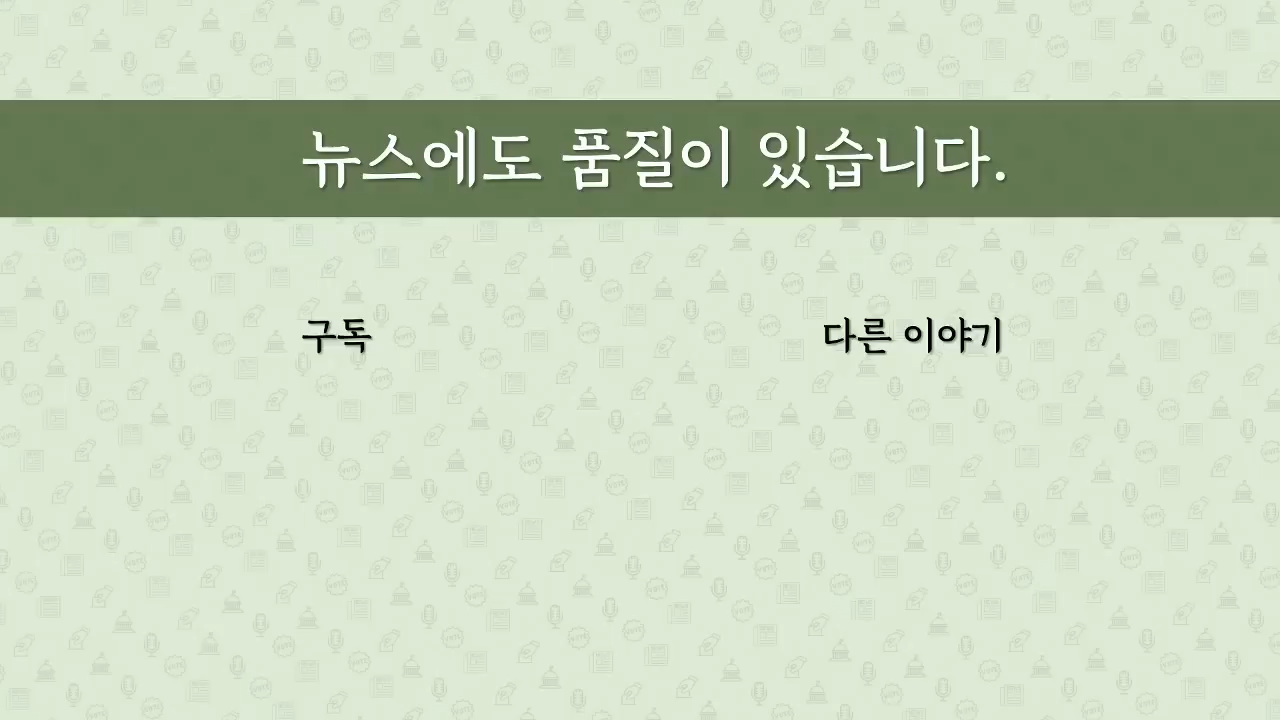 뉴스에도 품질이 있습니다.
구독
다른 이야기